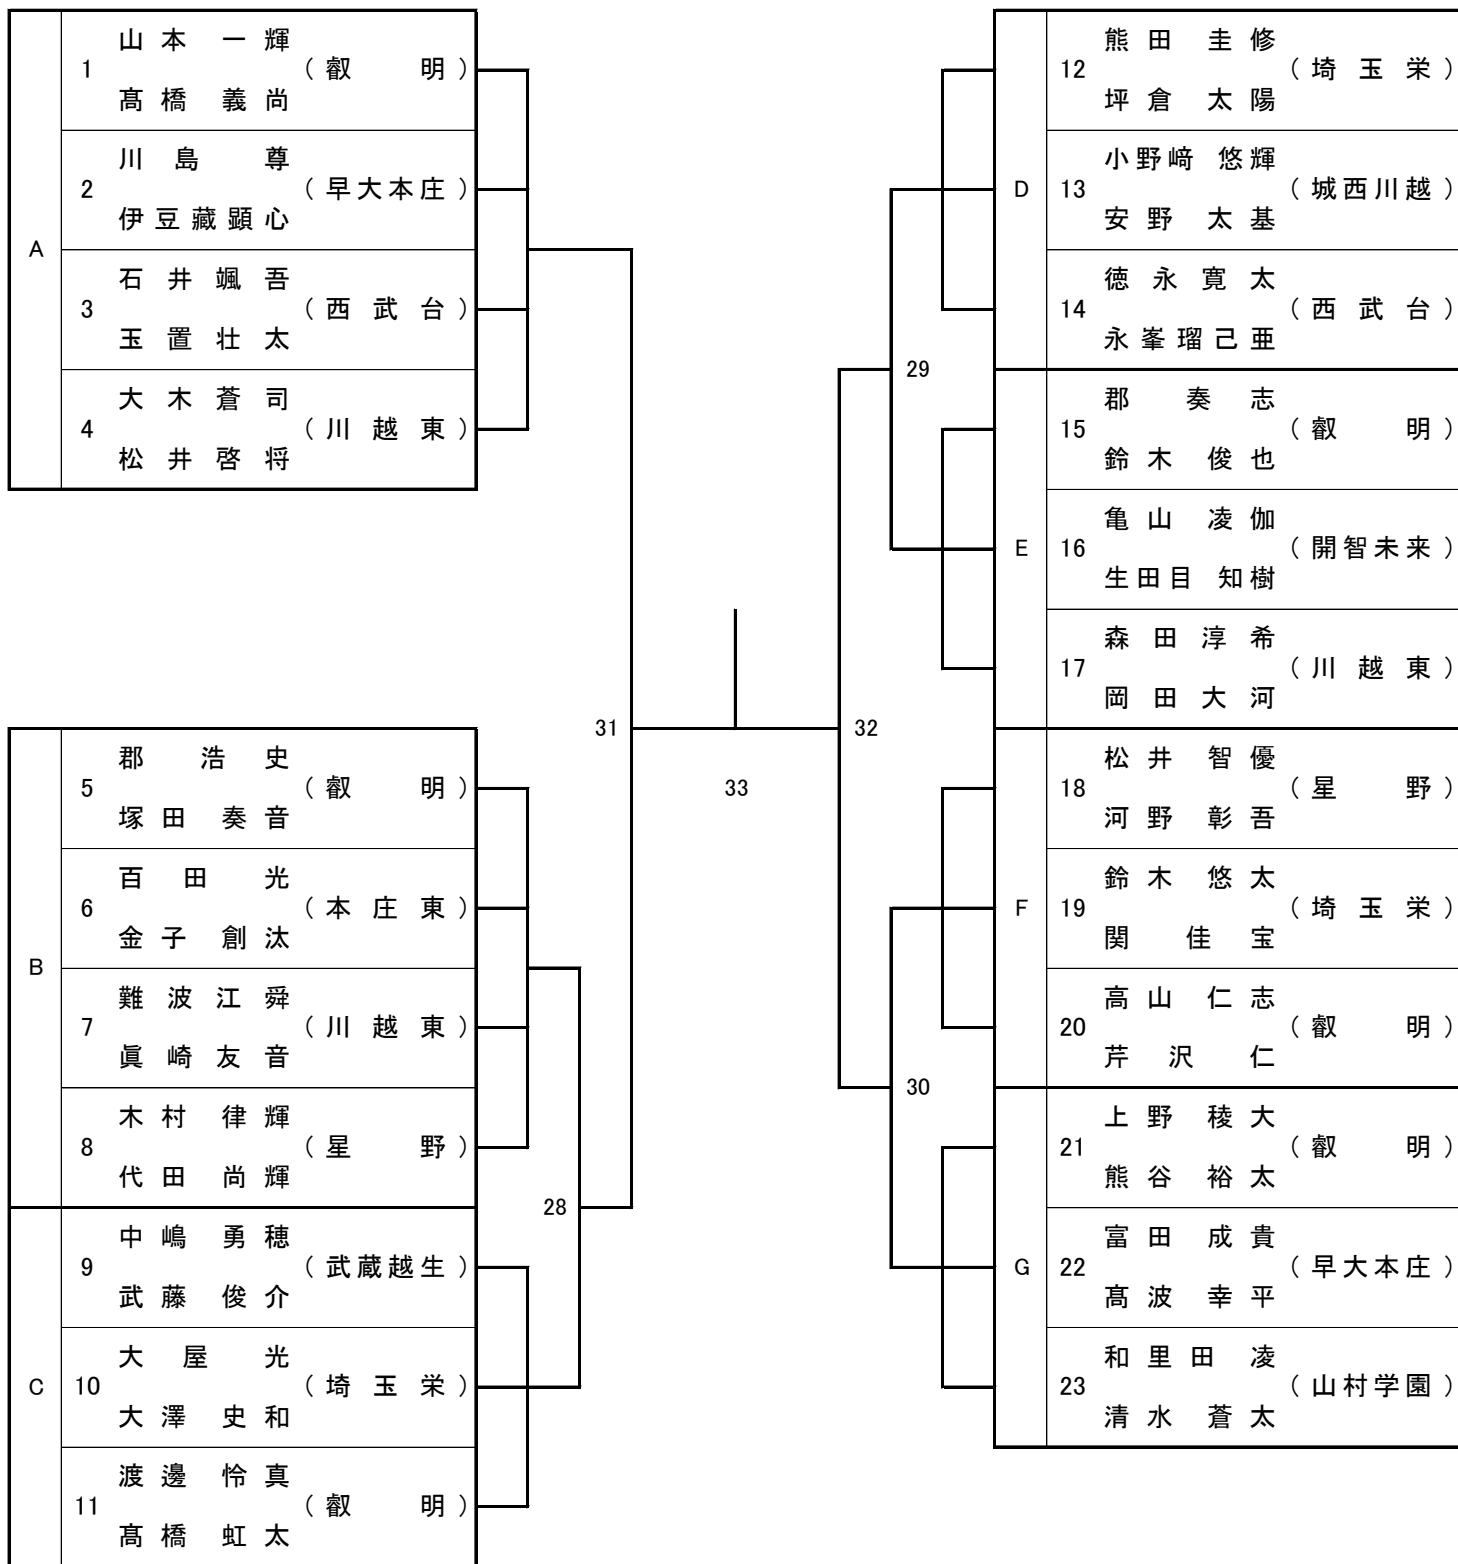 A
1 山本 一輝 (叡明)
髙橋 義尚
2 川島 尊 (早大本庄)
伊豆藏顕心
3 石井颯吾 (西武台)
玉置壮太
4 大木蒼司 (川越東)
松井啓将
B
5 郡 浩史 (叡明)
塚田 奏音
6 百田 光 (本庄東)
金子 創汰
7 難波江舜 (川越東)
眞崎友音
8 木村 律輝 (星野)
代田 尚輝
C
9 中嶋 勇穂 (武蔵越生)
武藤 俊介
10 大屋 光 (埼玉栄)
大澤 史和
11 渡邊 怜真 (叡明)
髙橋 虹太
28
31
33
32
29
30
D
12 熊田 圭修 (埼玉栄)
坪倉 太陽
13 小野﨑 悠輝 (城西川越)
安野 太基
14 徳永寛太 (西武台)
永峯瑠己亜
E
15 郡 奏志 (叡明)
鈴木 俊也
16 亀山 凌伽 (開智未来)
生田目 知樹
17 森田淳希 (川越東)
岡田大河
F
18 松井 智優 (星野)
河野 彰吾
19 鈴木 悠太 (埼玉栄)
関 佳宝
20 高山 仁志 (叡明)
芹沢 仁
G
21 上野 稜大 (叡明)
熊谷 裕太
22 富田 成貴 (早大本庄)
髙波 幸平
23 和里田 凌 (山村学園)
清水 蒼太